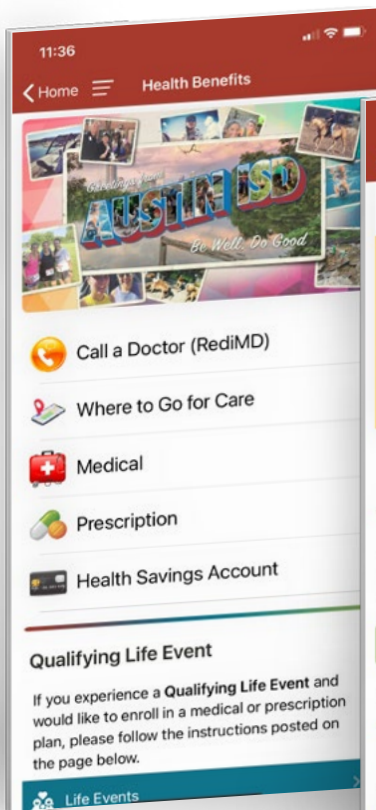 11:36
Home
Health Benefits
Greetings from
AUSTIN ISD
Be Well. Do Good
Call a Doctor (RediMD)
Where to Go for Care
Medical
Prescription
Health Savings Account
Qualifying Life Event
If you experience a Qualifying Life Event and
would like to enroll in a medical or prescription
plan, please follow the instructions posted on
the page below.
Life Events